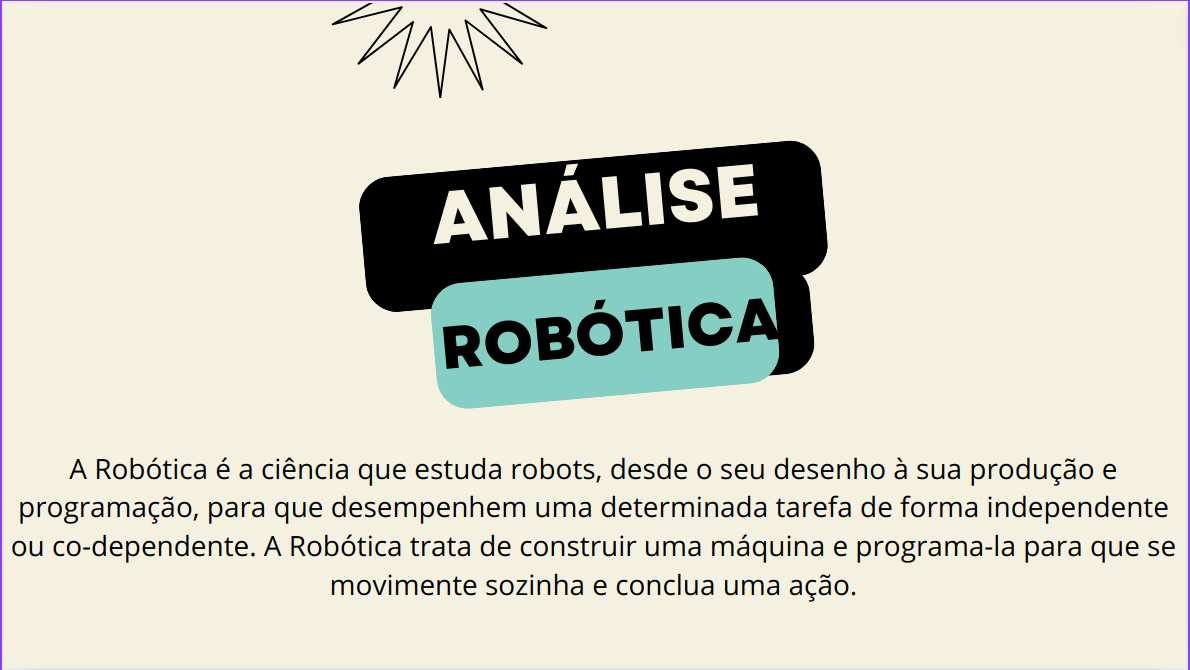 ANÁLISE
ROBÓTICA
A Robótica é a ciência que estuda robots, desde o seu desenho à sua produção e
programação, para que desempenhem uma determinada tarefa de forma independente
ou co-dependente. A Robótica trata de construir uma máquina e programa-la para que se
movimente sozinha e conclua uma ação.